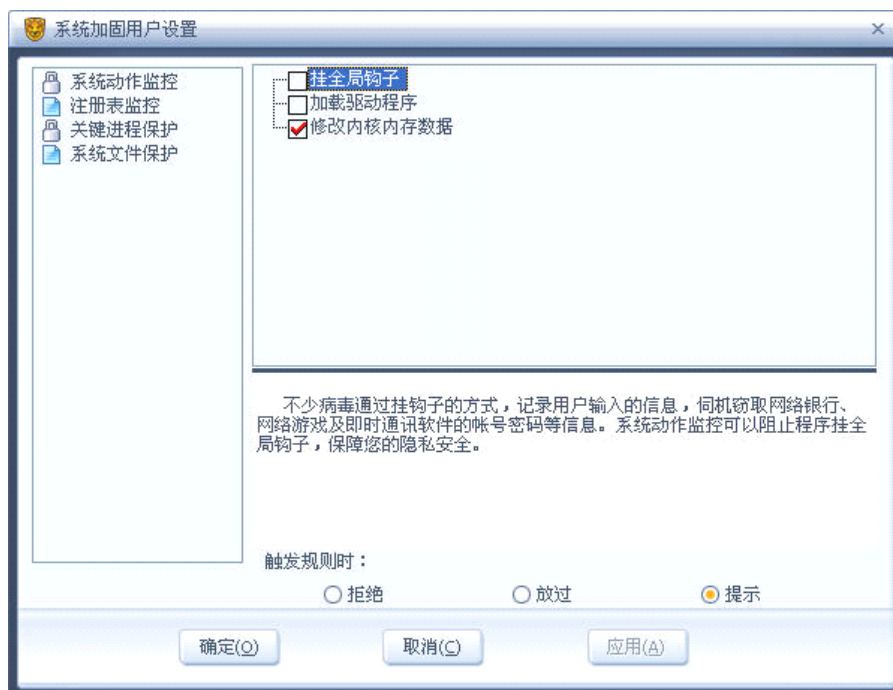 系统加固用户设置
系统动作监控
注册表监控
关键进程保护
系统文件保护
挂全局钩子
加载驱动程序
修改内核内存数据
不少病毒通过挂钩子的方式，记录用户输入的信息，伺机窃取网络银行、
网络游戏及即时通讯软件的帐号密码等信息。系统动作监控可以阻止程序挂全
局钩子，保障您的隐私安全。
触发规则时：
拒绝 放过 提示
确定(O) 取消(C) 应用(A)